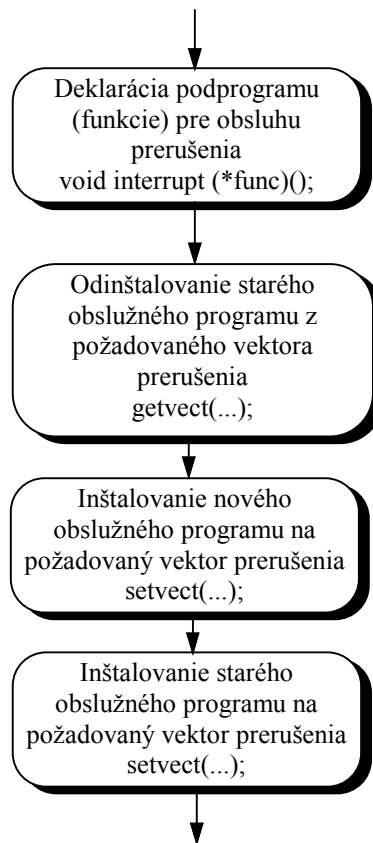 Deklarácia podprogramu
(funkcie) pre obsluhu
prerušenia
void interrupt (*func)();
Odinštalovanie starého
obslužného programu z
požadovaného vektora
prerušenia
getvect(...);
Inštalovanie nového
obslužného programu na
požadovaný vektor prerušenia
setvect(...);
Inštalovanie starého
obslužného programu na
požadovaný vektor prerušenia
setvect(...);